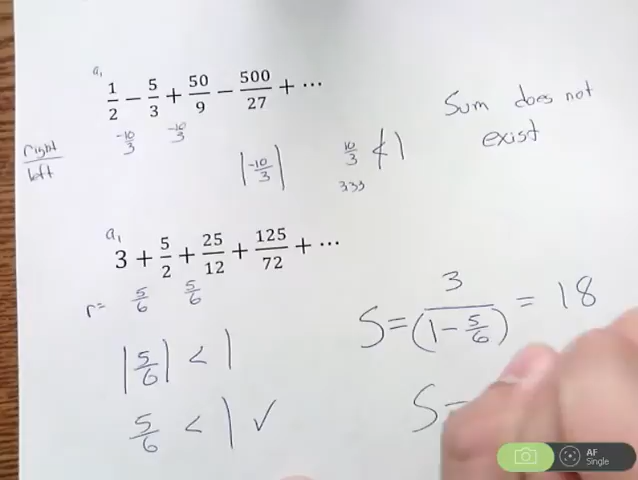 a₁
1/2 − 5/3 + 50/9 − 500/27 + ⋯
-10/3 -10/3
right/left
|-10/3|
10/3 ≮ 1
333
Sum does not
exist
a₁
3 + 5/2 + 25/12 + 125/72 + ⋯
r= 5/6 5/6
|5/6| < 1
5/6 < 1 ✓
S = 3/(1 − 5/6) = 18
S=
AF
Single